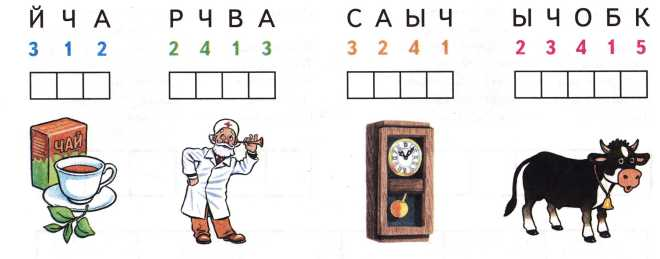 Й Ч А Р Ч В А С А Ы Ч Ы Ч О Б К
3 1 2 2 4 1 3 3 2 4 1 2 3 4 1 5
ЧАЙ